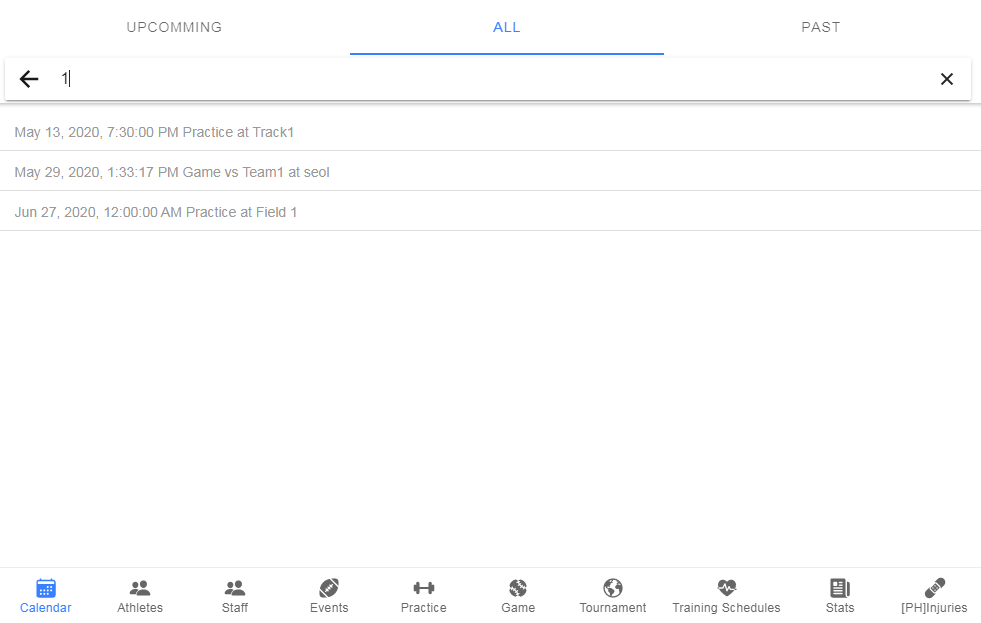 UPCOMMING ALL PAST
1
May 13, 2020, 7:30:00 PM Practice at Track1
May 29, 2020, 1:33:17 PM Game vs Team1 at seol
Jun 27, 2020, 12:00:00 AM Practice at Field 1
Calendar Athletes Staff Events Practice Game Tournament Training Schedules Stats [PH]Injuries